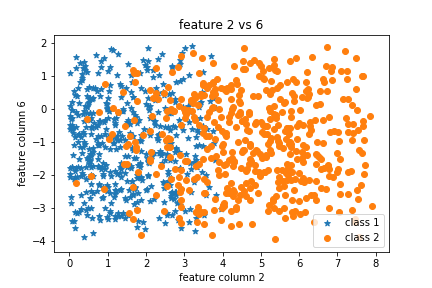 feature 2 vs 6
2
1
0
−1
−2
−3
−4
feature column 6
class 1
class 2
0 1 2 3 4 5 6 7 8
feature column 2